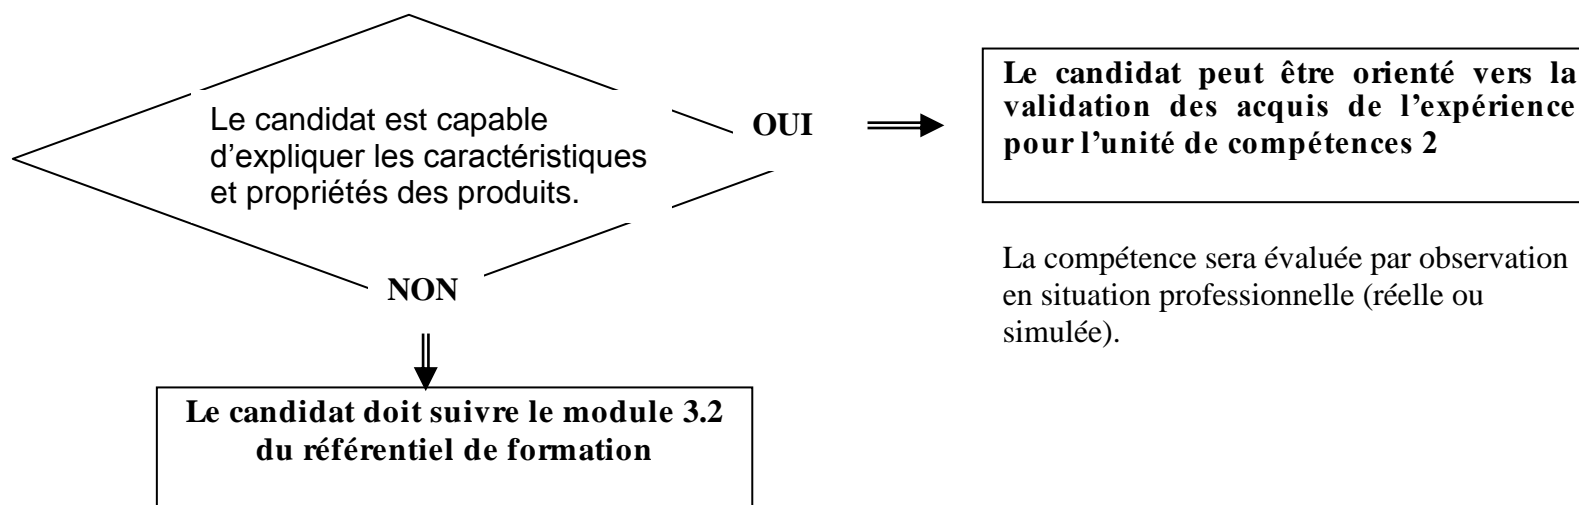 Le candidat est capable
d’expliquer les caractéristiques
et propriétés des produits.
OUI
Le candidat peut être orienté vers la
validation des acquis de l’expérience
pour l’unité de compétences 2
La compétence sera évaluée par observation
en situation professionnelle (réelle ou
simulée).
NON
Le candidat doit suivre le module 3.2
du référentiel de formation